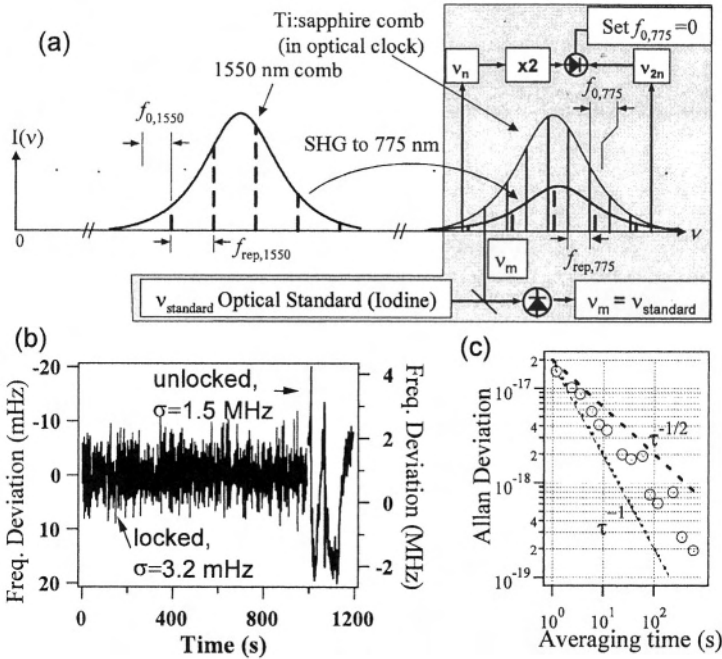 (a)
Ti:sapphire comb
(in optical clock)
Set f0,775=0
νn
x2
ν2n
1550 nm comb
f0,1550
f0,775
I(ν)
SHG to 775 nm
0
//
//
ν
frep,1550
νm
frep,775
νstandard Optical Standard (Iodine)
νm = νstandard
(b)
Freq. Deviation (mHz)
-20
-10
0
10
20
unlocked,
σ=1.5 MHz
locked,
σ=3.2 mHz
4
2
0
-2
Freq. Deviation
(MHz)
0 400 800 1200
Time (s)
(c)
Allan Deviation
2
10-17
4
2
10-18
4
2
10-19
τ-1/2
τ-1
100 101 102
Averaging time (s)